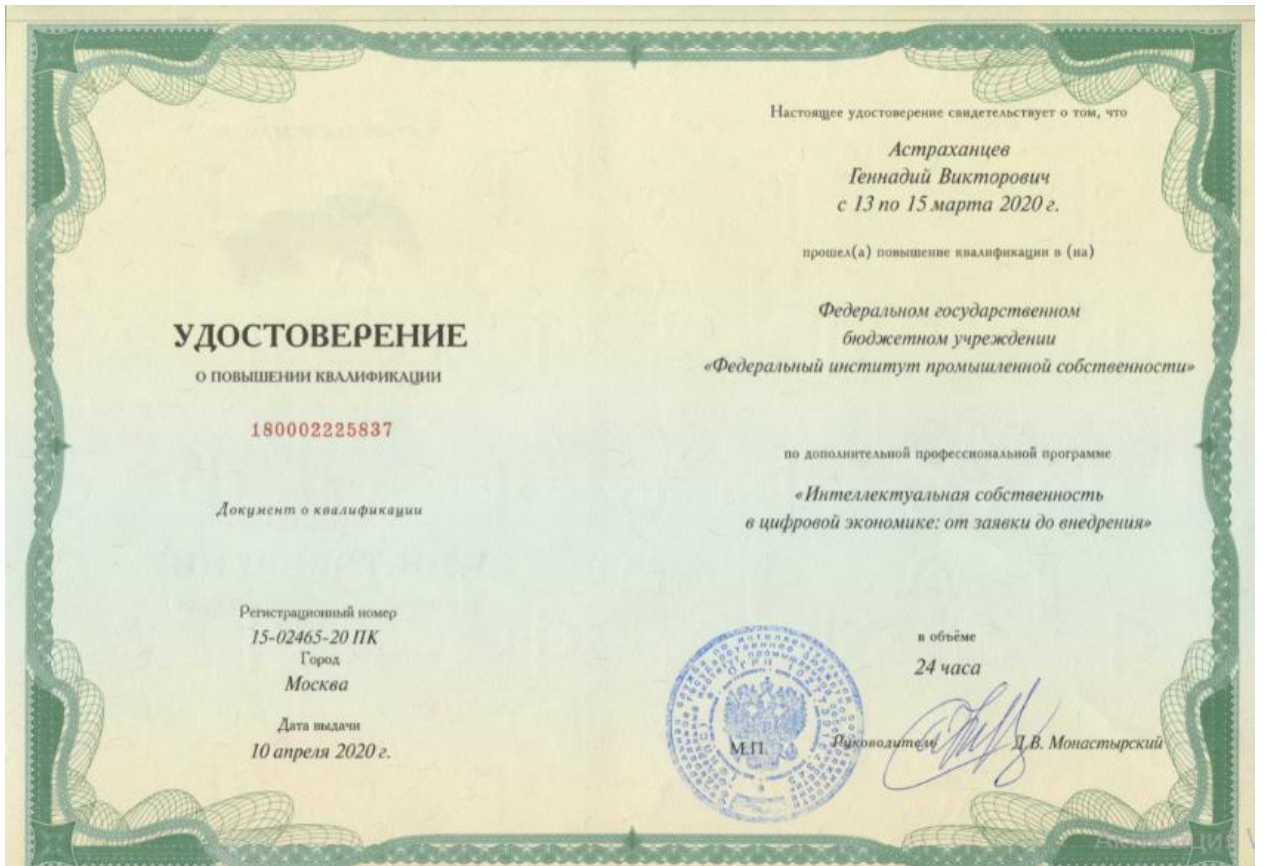 УДОСТОВЕРЕНИЕ
О ПОВЫШЕНИИ КВАЛИФИКАЦИИ
180002225837
Документ о квалификации
Регистрационный номер
15-02465-20 ПК
Город
Москва
Дата выдачи
10 апреля 2020 г.
Настоящее удостоверение свидетельствует о том, что
Астраханцев
Геннадий Викторович
с 13 по 15 марта 2020 г.
прошел(а) повышение квалификации в (на)
Федеральном государственном
бюджетном учреждении
«Федеральный институт промышленной собственности»
по дополнительной профессиональной программе
«Интеллектуальная собственность
в цифровой экономике: от заявки до внедрения»
в объёме
24 часа
М.П.
Руководитель Д.В. Монастырский